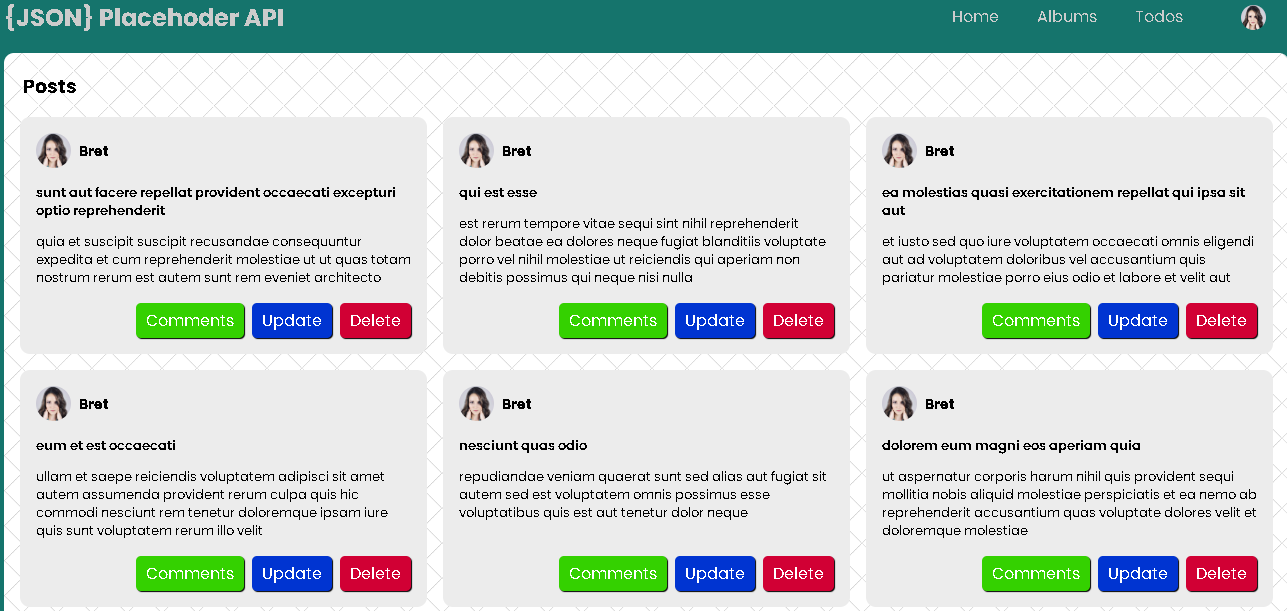 {JSON} Placehoder API
Home Albums Todos
Posts
Bret
sunt aut facere repellat provident occaecati excepturi
optio reprehenderit
quia et suscipit suscipit recusandae consequuntur
expedita et cum reprehenderit molestiae ut ut quas totam
nostrum rerum est autem sunt rem eveniet architecto
Comments Update Delete
Bret
qui est esse
est rerum tempore vitae sequi sint nihil reprehenderit
dolor beatae ea dolores neque fugiat blanditiis voluptate
porro vel nihil molestiae ut reiciendis qui aperiam non
debitis possimus qui neque nisi nulla
Comments Update Delete
Bret
ea molestias quasi exercitationem repellat qui ipsa sit
aut
et iusto sed quo iure voluptatem occaecati omnis eligendi
aut ad voluptatem doloribus vel accusantium quis
pariatur molestiae porro eius odio et labore et velit aut
Comments Update Delete
Bret
eum et est occaecati
ullam et saepe reiciendis voluptatem adipisci sit amet
autem assumenda provident rerum culpa quis hic
commodi nesciunt rem tenetur doloremque ipsam iure
quis sunt voluptatem rerum illo velit
Comments Update Delete
Bret
nesciunt quas odio
repudiandae veniam quaerat sunt sed alias aut fugiat sit
autem sed est voluptatem omnis possimus esse
voluptatibus quis est aut tenetur dolor neque
Comments Update Delete
Bret
dolorem eum magni eos aperiam quia
ut aspernatur corporis harum nihil quis provident sequi
mollitia nobis aliquid molestiae perspiciatis et ea nemo ab
reprehenderit accusantium quas voluptate dolores velit et
doloremque molestiae
Comments Update Delete